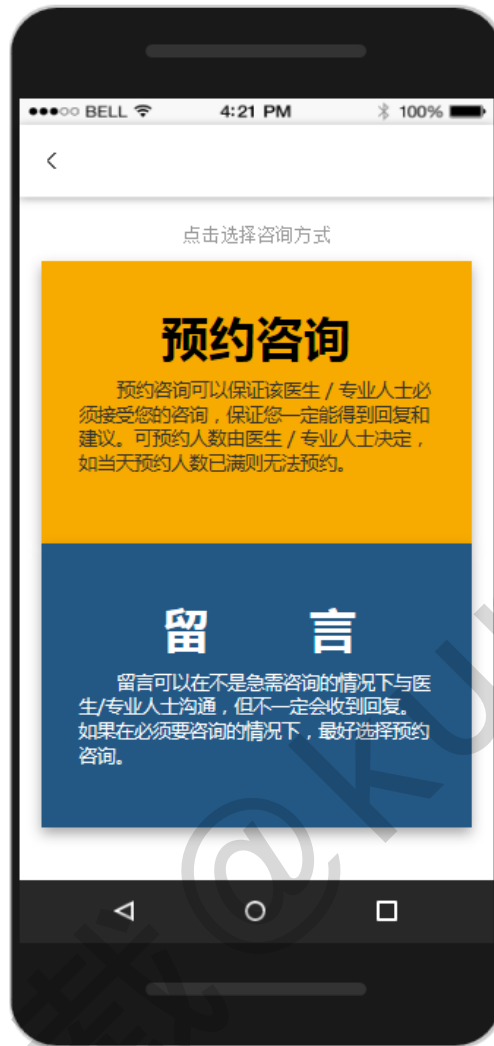 BELL 4:21 PM 100%
点击选择咨询方式
预约咨询
预约咨询可以保证该医生 / 专业人士必
须接受您的咨询，保证您一定能得到回复和
建议。可预约人数由医生 / 专业人士决定，
如当天预约人数已满则无法预约。
留 言
留言可以在不是急需咨询的情况下与医
生/专业人士沟通，但不一定会收到回复。
如果在必须要咨询的情况下，最好选择预约
咨询。
载@ku